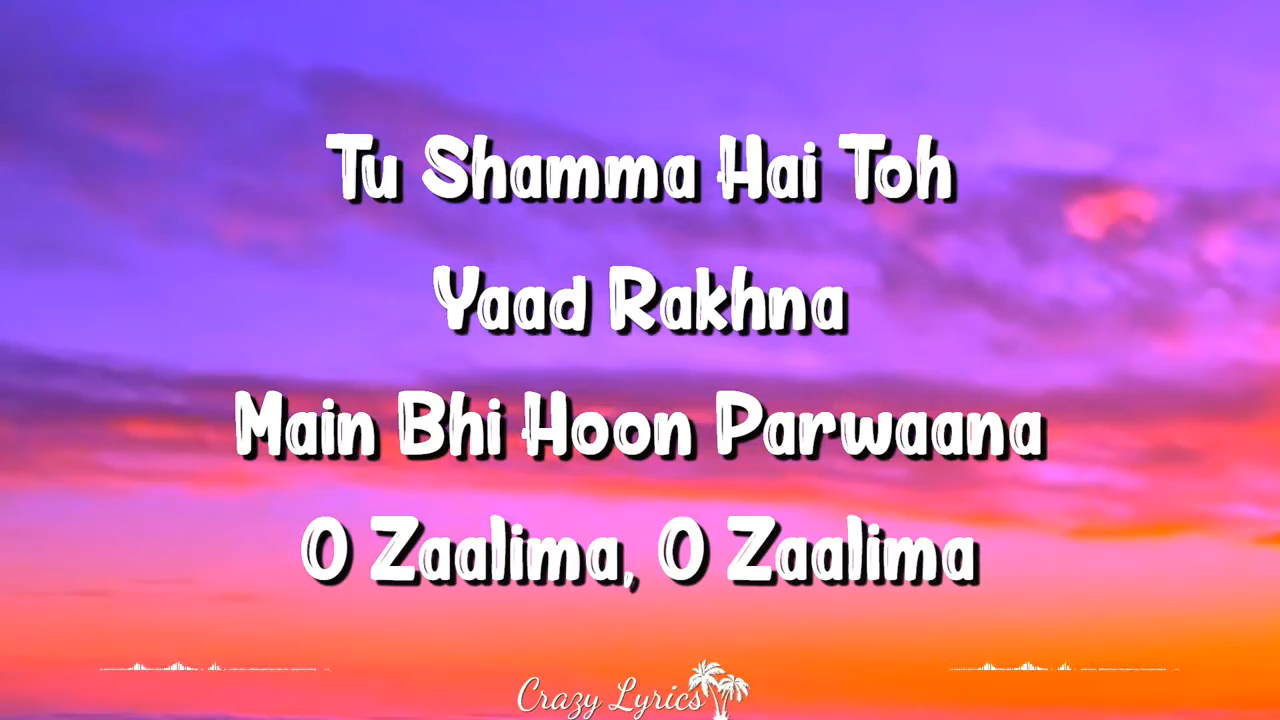 Tu Shamma Hai Toh
Yaad Rakhna
Main Bhi Hoon Parwaana
O Zaalima, O Zaalima
Crazy Lyrics